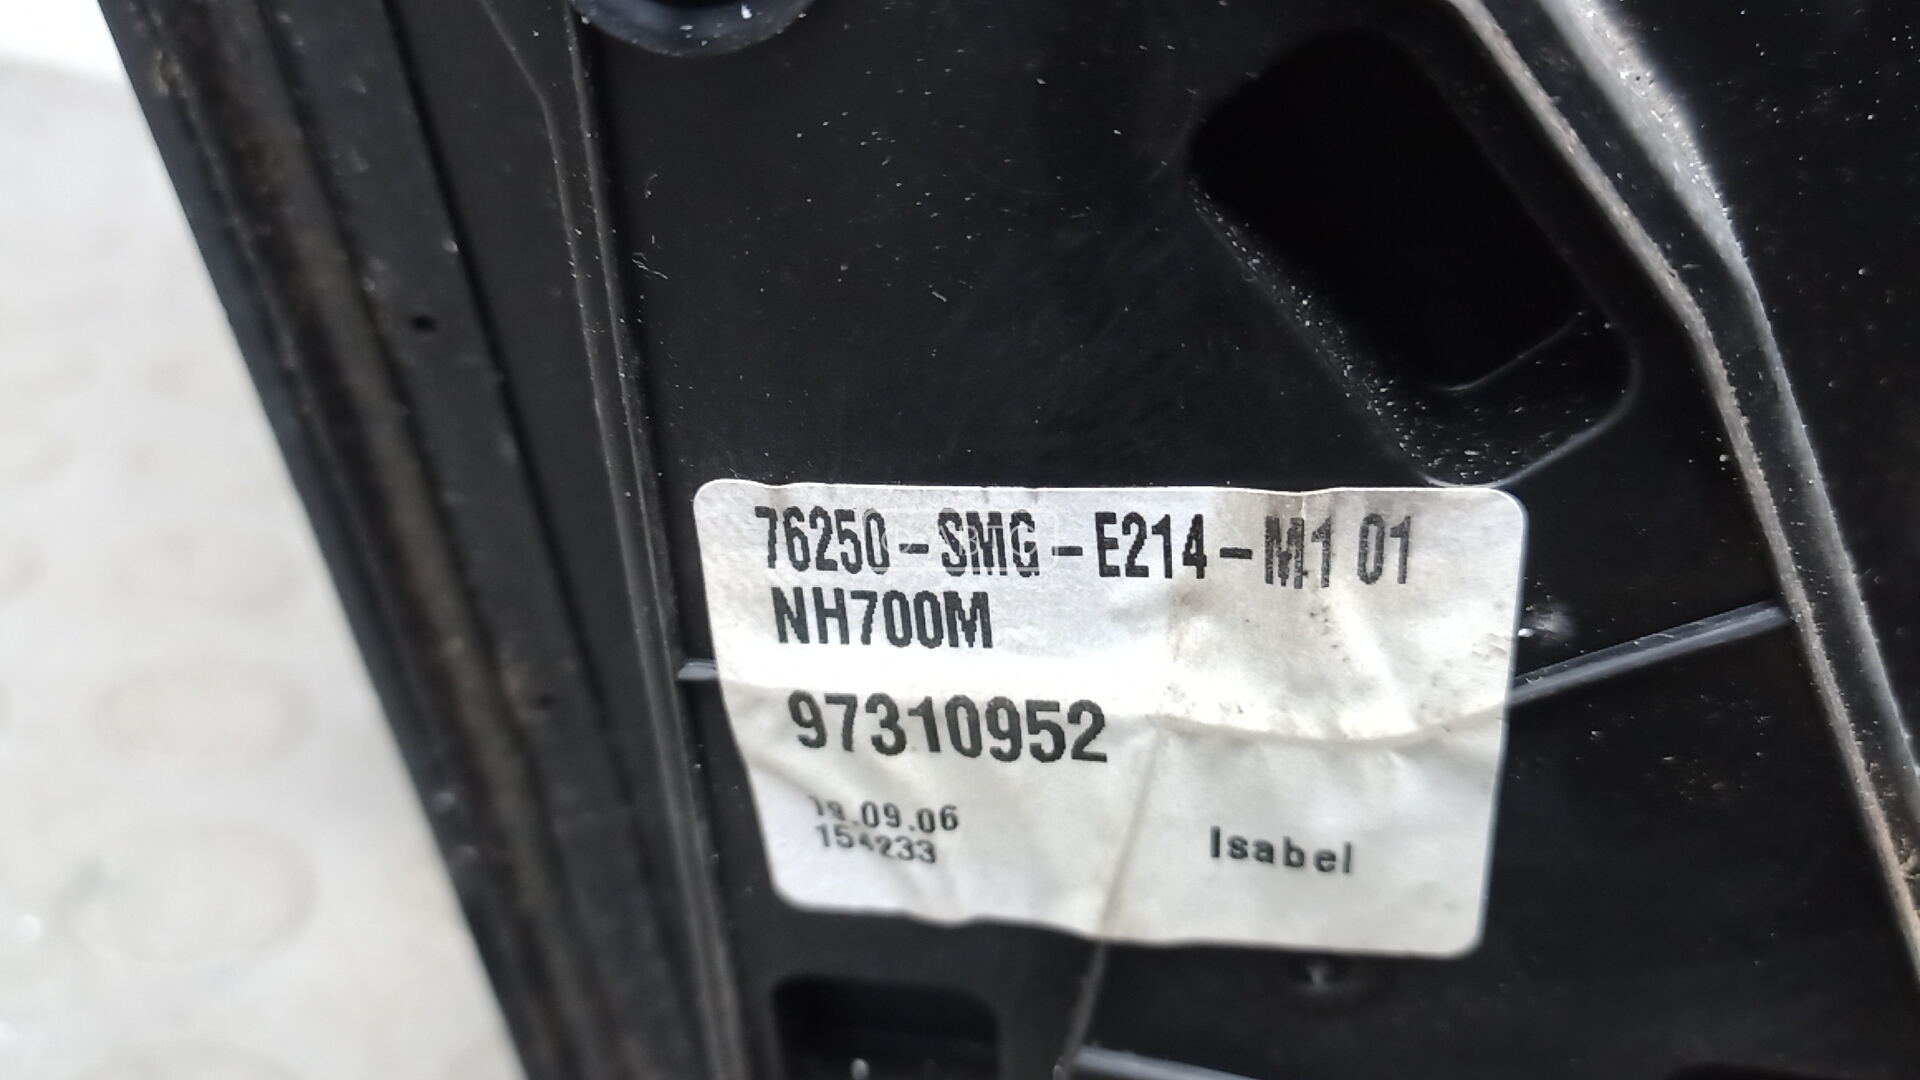 76250-SMG-E214-M1 01
NH700M
97310952
19.09.06
154233
Isabel